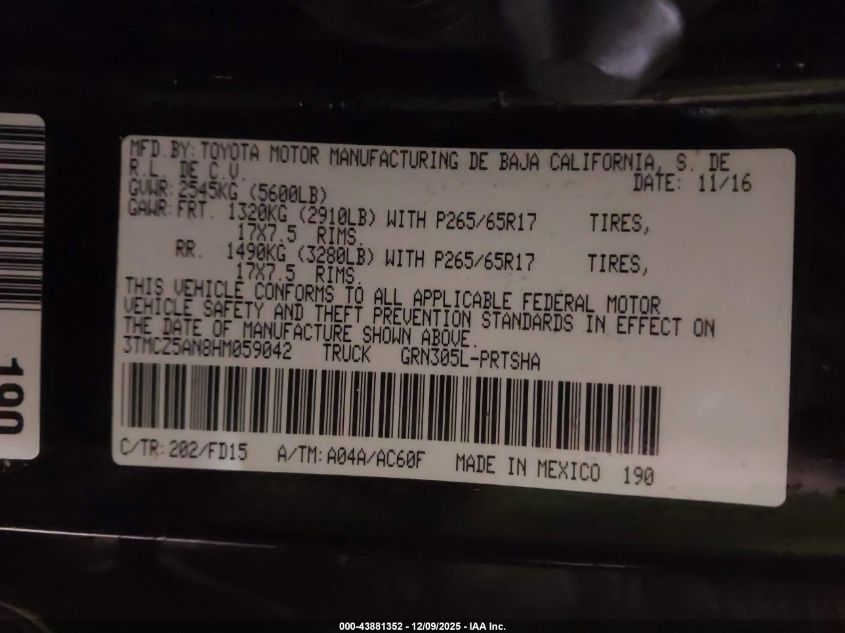 MFD.BY:TOYOTA MOTOR MANUFACTURING DE BAJA CALIFORNIA, S. DE
R.L. DE C.V.
DATE: 11/16
GVWR:2545KG (5600LB)
GAWR:FRT. 1320KG (2910LB) WITH P265/65R17 TIRES,
17X7.5 RIMS.
RR. 1490KG (3280LB) WITH P265/65R17 TIRES,
17X7.5 RIMS.
THIS VEHICLE CONFORMS TO ALL APPLICABLE FEDERAL MOTOR
VEHICLE SAFETY AND THEFT PREVENTION STANDARDS IN EFFECT ON
THE DATE OF MANUFACTURE SHOWN ABOVE.
3TMCZ5AN8HM059042 TRUCK GRN305L-PRTSHA
C/TR:202/FD15 A/TM:A04A/AC60F MADE IN MEXICO 190
190
000-43881352 - 12/09/2025 - IAA Inc.